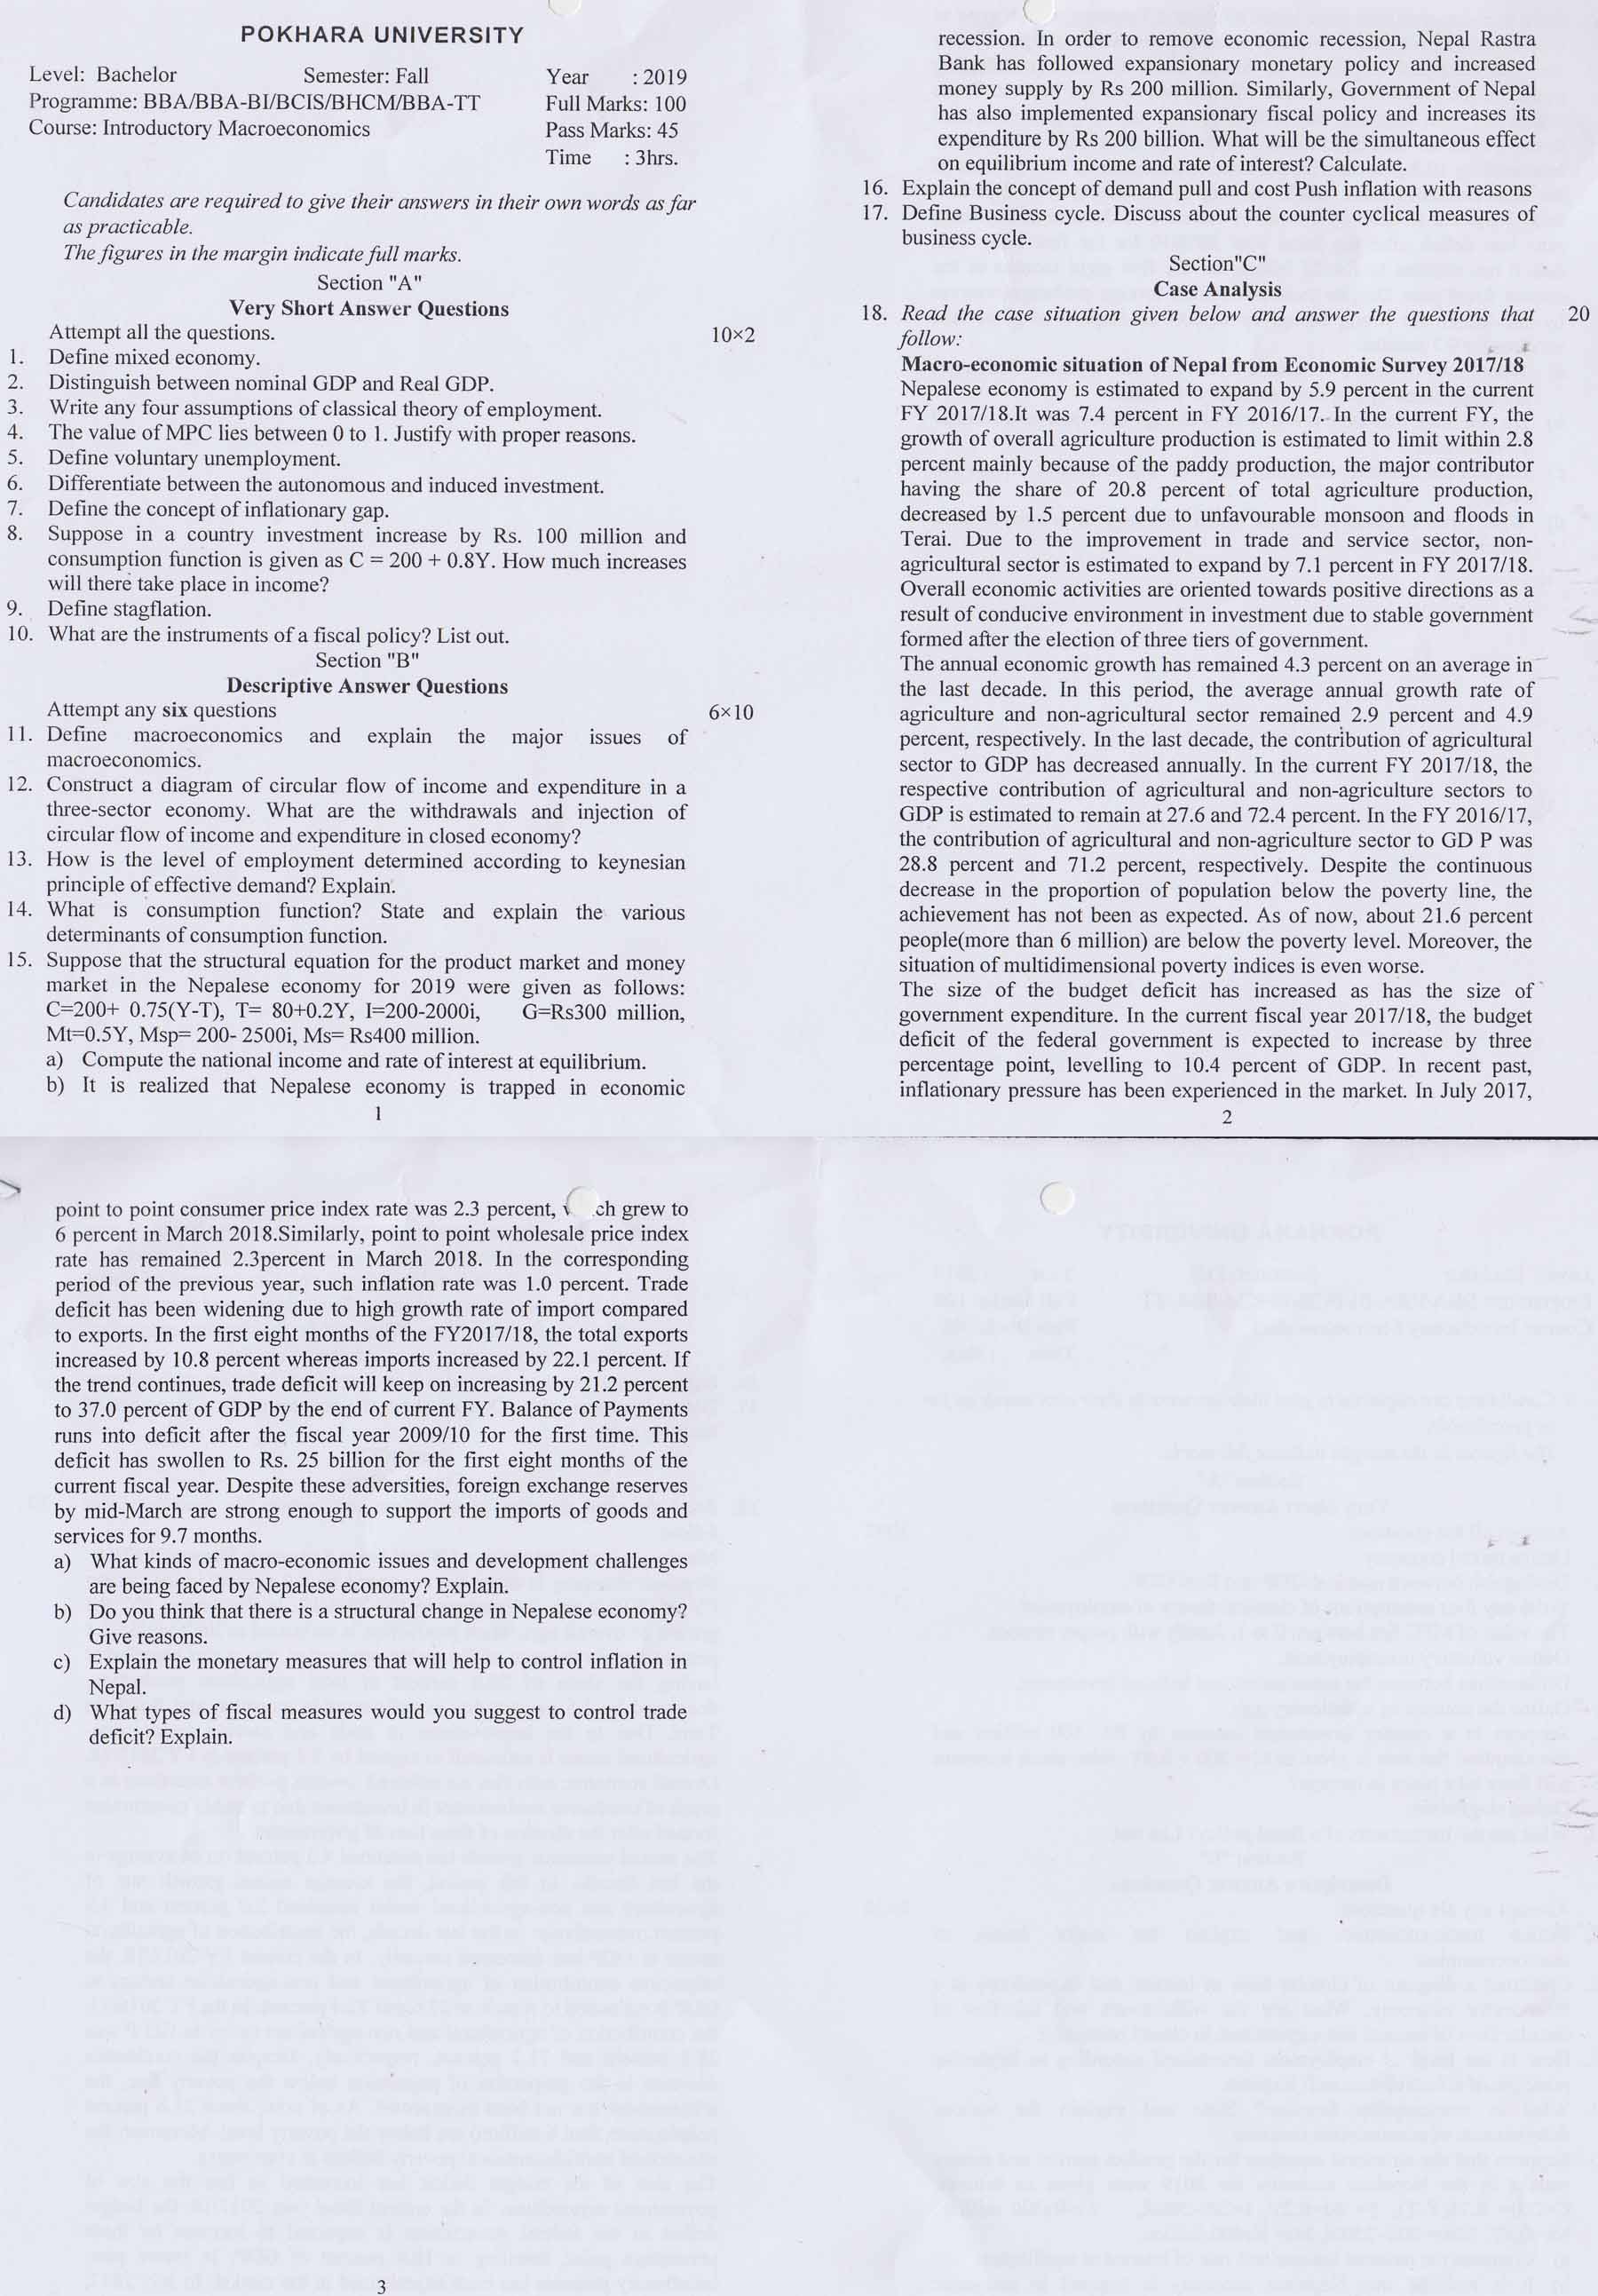 POKHARA UNIVERSITY
Level: Bachelor Semester: Fall Year : 2019
Programme: BBA/BBA-BI/BCIS/BHCM/BBA-TT Full Marks: 100
Course: Introductory Macroeconomics Pass Marks: 45
Time : 3hrs.
Candidates are required to give their answers in their own words as far
as practicable.
The figures in the margin indicate full marks.
Section "A"
Very Short Answer Questions
Attempt all the questions. 10×2
1. Define mixed economy.
2. Distinguish between nominal GDP and Real GDP.
3. Write any four assumptions of classical theory of employment.
4. The value of MPC lies between 0 to 1. Justify with proper reasons.
5. Define voluntary unemployment.
6. Differentiate between the autonomous and induced investment.
7. Define the concept of inflationary gap.
8. Suppose in a country investment increase by Rs. 100 million and
consumption function is given as C = 200 + 0.8Y. How much increases
will there take place in income?
9. Define stagflation.
10. What are the instruments of a fiscal policy? List out.
Section "B"
Descriptive Answer Questions
Attempt any six questions 6×10
11. Define macroeconomics and explain the major issues of
macroeconomics.
12. Construct a diagram of circular flow of income and expenditure in a
three-sector economy. What are the withdrawals and injection of
circular flow of income and expenditure in closed economy?
13. How is the level of employment determined according to keynesian
principle of effective demand? Explain.
14. What is consumption function? State and explain the various
determinants of consumption function.
15. Suppose that the structural equation for the product market and money
market in the Nepalese economy for 2019 were given as follows:
C=200+ 0.75(Y-T), T= 80+0.2Y, I=200-2000i, G=Rs300 million,
Mt=0.5Y, Msp= 200- 2500i, Ms= Rs400 million.
a) Compute the national income and rate of interest at equilibrium.
b) It is realized that Nepalese economy is trapped in economic
1
recession. In order to remove economic recession, Nepal Rastra
Bank has followed expansionary monetary policy and increased
money supply by Rs 200 million. Similarly, Government of Nepal
has also implemented expansionary fiscal policy and increases its
expenditure by Rs 200 billion. What will be the simultaneous effect
on equilibrium income and rate of interest? Calculate.
16. Explain the concept of demand pull and cost Push inflation with reasons
17. Define Business cycle. Discuss about the counter cyclical measures of
business cycle.
Section"C"
Case Analysis
18. Read the case situation given below and answer the questions that 20
follow:
Macro-economic situation of Nepal from Economic Survey 2017/18
Nepalese economy is estimated to expand by 5.9 percent in the current
FY 2017/18.It was 7.4 percent in FY 2016/17. In the current FY, the
growth of overall agriculture production is estimated to limit within 2.8
percent mainly because of the paddy production, the major contributor
having the share of 20.8 percent of total agriculture production,
decreased by 1.5 percent due to unfavourable monsoon and floods in
Terai. Due to the improvement in trade and service sector, non-
agricultural sector is estimated to expand by 7.1 percent in FY 2017/18.
Overall economic activities are oriented towards positive directions as a
result of conducive environment in investment due to stable government
formed after the election of three tiers of government.
The annual economic growth has remained 4.3 percent on an average in
the last decade. In this period, the average annual growth rate of
agriculture and non-agricultural sector remained 2.9 percent and 4.9
percent, respectively. In the last decade, the contribution of agricultural
sector to GDP has decreased annually. In the current FY 2017/18, the
respective contribution of agricultural and non-agriculture sectors to
GDP is estimated to remain at 27.6 and 72.4 percent. In the FY 2016/17,
the contribution of agricultural and non-agriculture sector to GD P was
28.8 percent and 71.2 percent, respectively. Despite the continuous
decrease in the proportion of population below the poverty line, the
achievement has not been as expected. As of now, about 21.6 percent
people(more than 6 million) are below the poverty level. Moreover, the
situation of multidimensional poverty indices is even worse.
The size of the budget deficit has increased as has the size of
government expenditure. In the current fiscal year 2017/18, the budget
deficit of the federal government is expected to increase by three
percentage point, levelling to 10.4 percent of GDP. In recent past,
inflationary pressure has been experienced in the market. In July 2017,
2
point to point consumer price index rate was 2.3 percent, grew to
6 percent in March 2018.Similarly, point to point wholesale price index
rate has remained 2.3percent in March 2018. In the corresponding
period of the previous year, such inflation rate was 1.0 percent. Trade
deficit has been widening due to high growth rate of import compared
to exports. In the first eight months of the FY2017/18, the total exports
increased by 10.8 percent whereas imports increased by 22.1 percent. If
the trend continues, trade deficit will keep on increasing by 21.2 percent
to 37.0 percent of GDP by the end of current FY. Balance of Payments
runs into deficit after the fiscal year 2009/10 for the first time. This
deficit has swollen to Rs. 25 billion for the first eight months of the
current fiscal year. Despite these adversities, foreign exchange reserves
by mid-March are strong enough to support the imports of goods and
services for 9.7 months.
a) What kinds of macro-economic issues and development challenges
are being faced by Nepalese economy? Explain.
b) Do you think that there is a structural change in Nepalese economy?
Give reasons.
c) Explain the monetary measures that will help to control inflation in
Nepal.
d) What types of fiscal measures would you suggest to control trade
deficit? Explain.
3